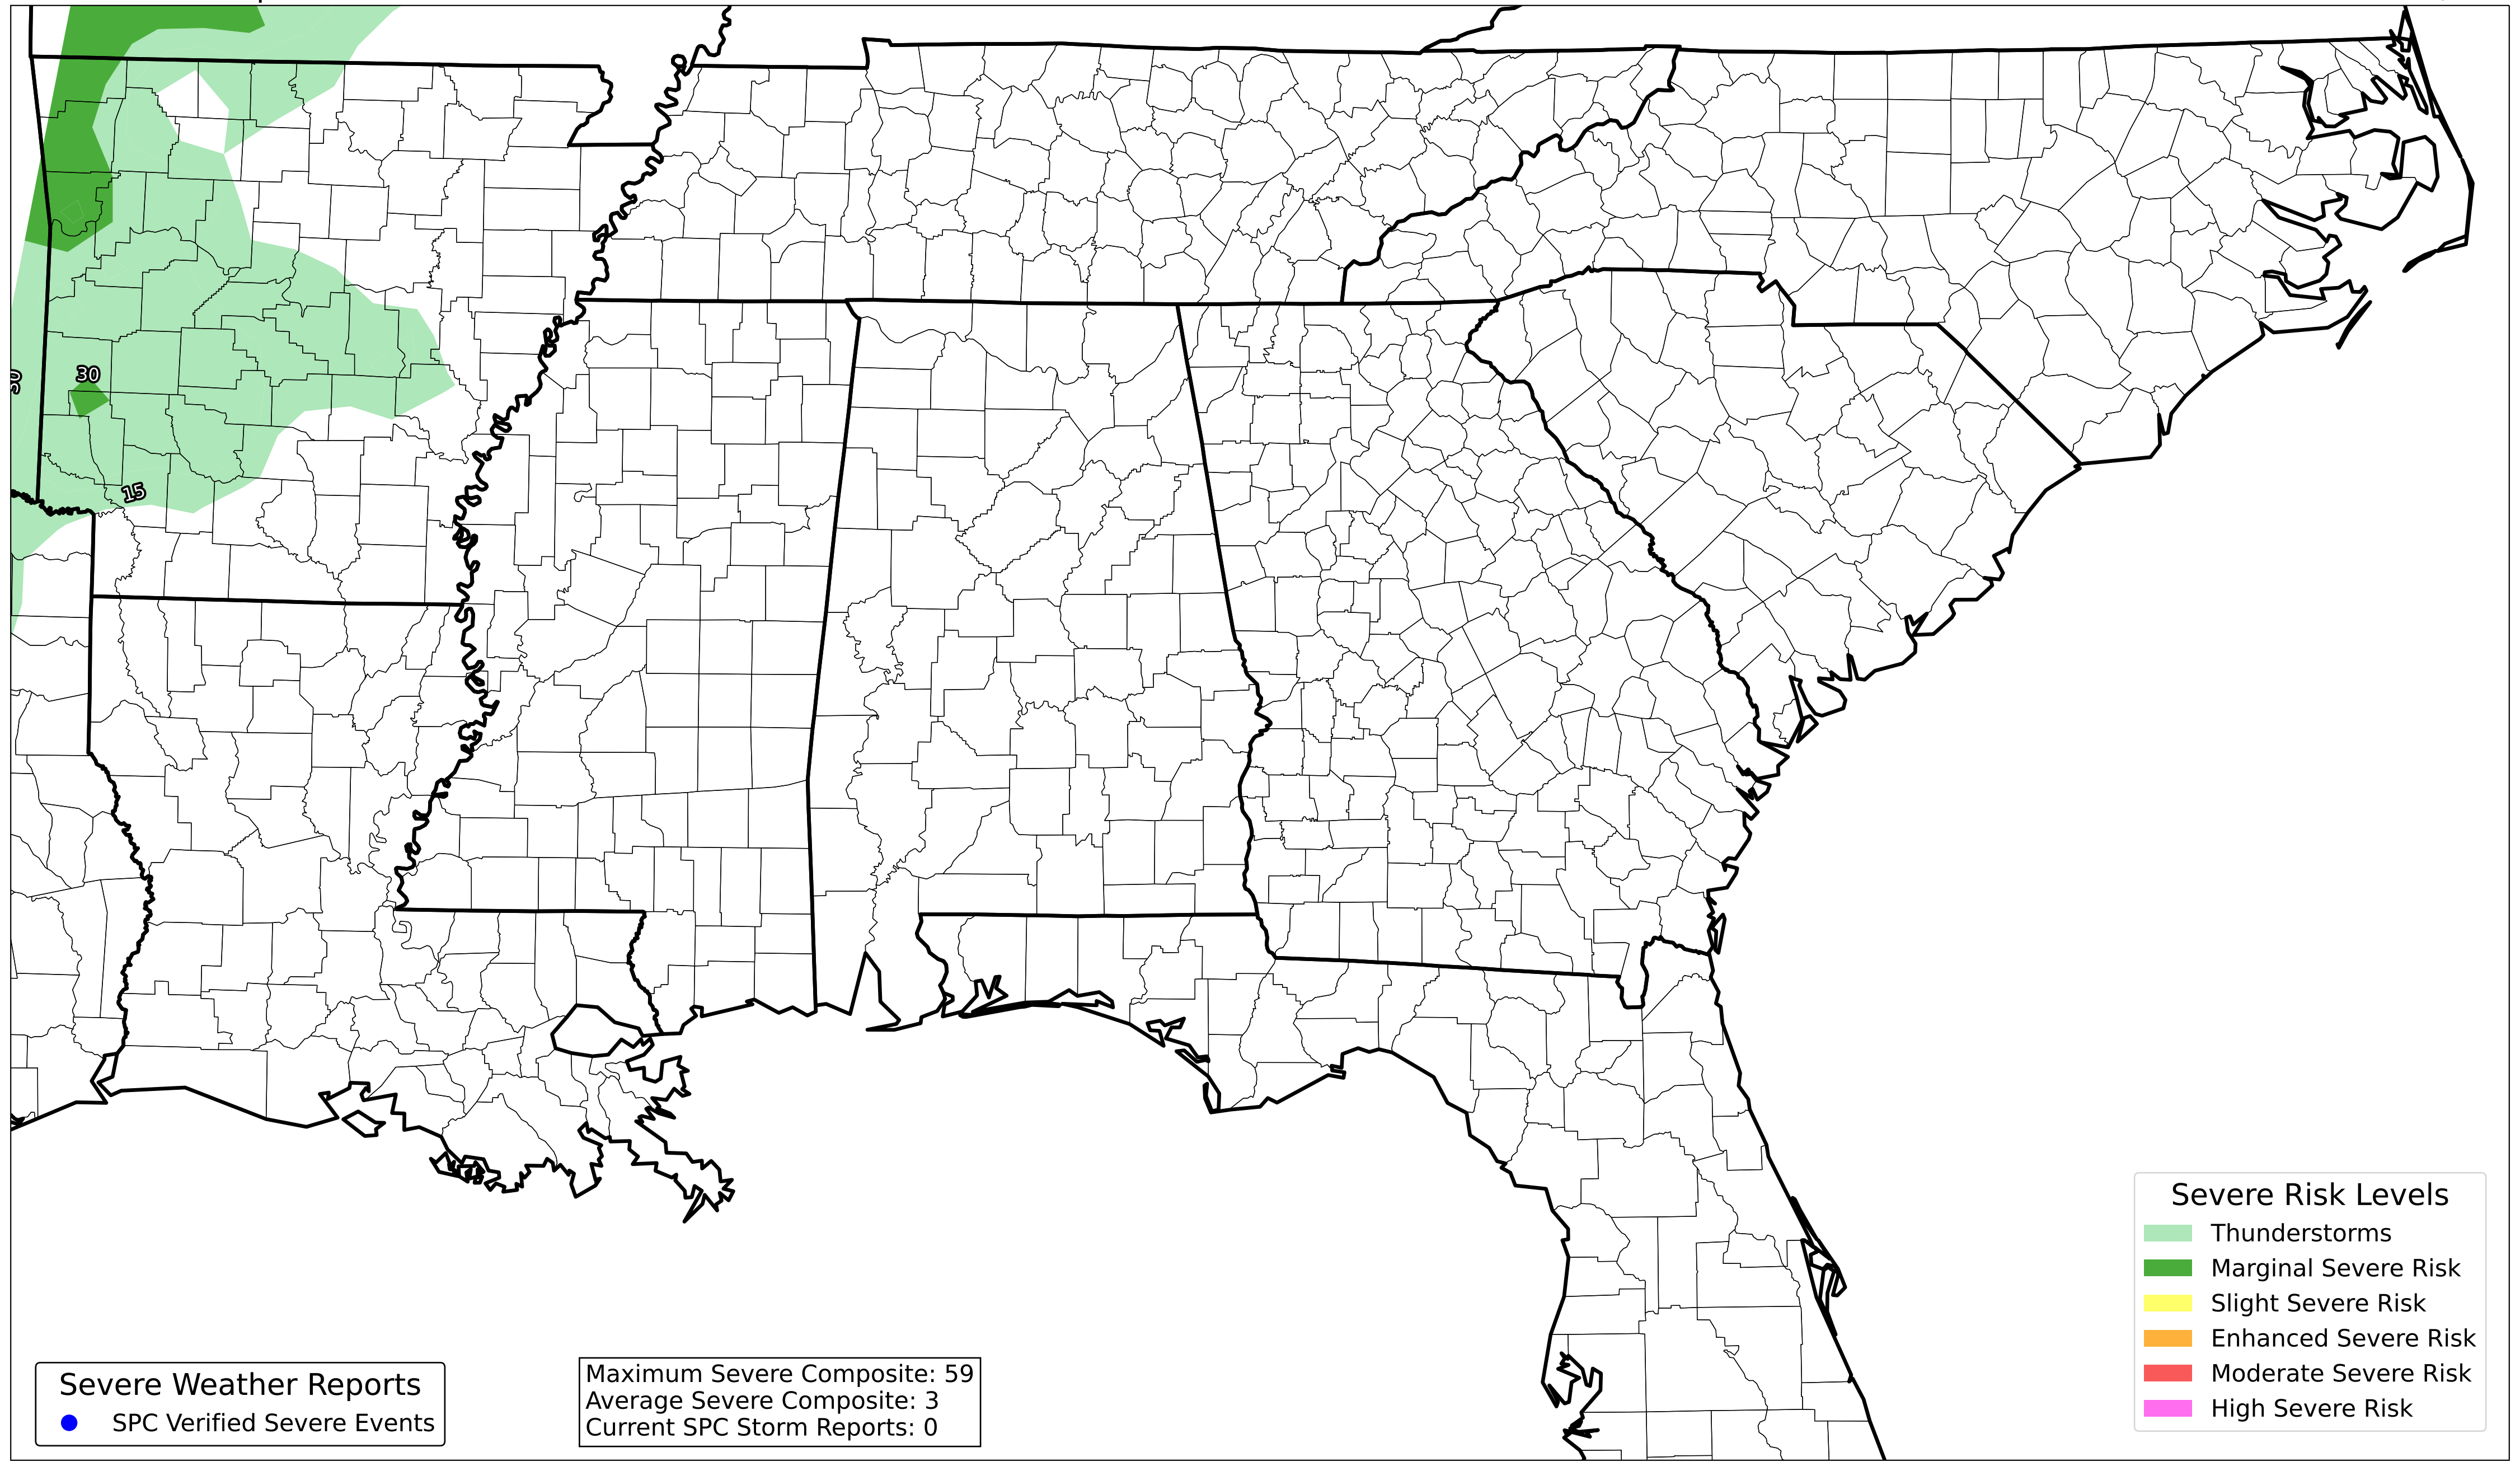 30
15
Severe Risk Levels
Thunderstorms
Marginal Severe Risk
Slight Severe Risk
Enhanced Severe Risk
Moderate Severe Risk
High Severe Risk
Severe Weather Reports
SPC Verified Severe Events
Maximum Severe Composite: 59
Average Severe Composite: 3
Current SPC Storm Reports: 0